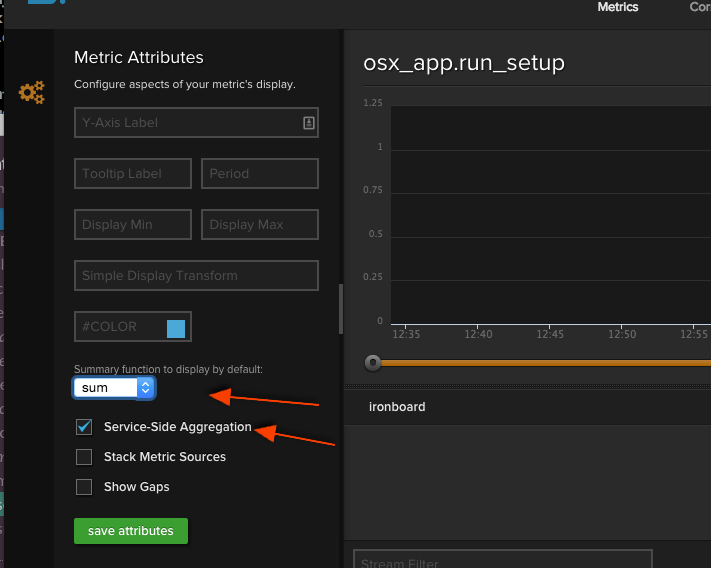 Metrics
Metric Attributes
Configure aspects of your metric's display.
Y-Axis Label
Tooltip Label
Period
Display Min
Display Max
Simple Display Transform
#COLOR
Summary function to display by default:
sum
Service-Side Aggregation
Stack Metric Sources
Show Gaps
save attributes
osx_app.run_setup
1.25
1
0.75
0.5
0.25
0
12:35
12:40
12:45
12:50
12:55
ironboard
Stream Filter